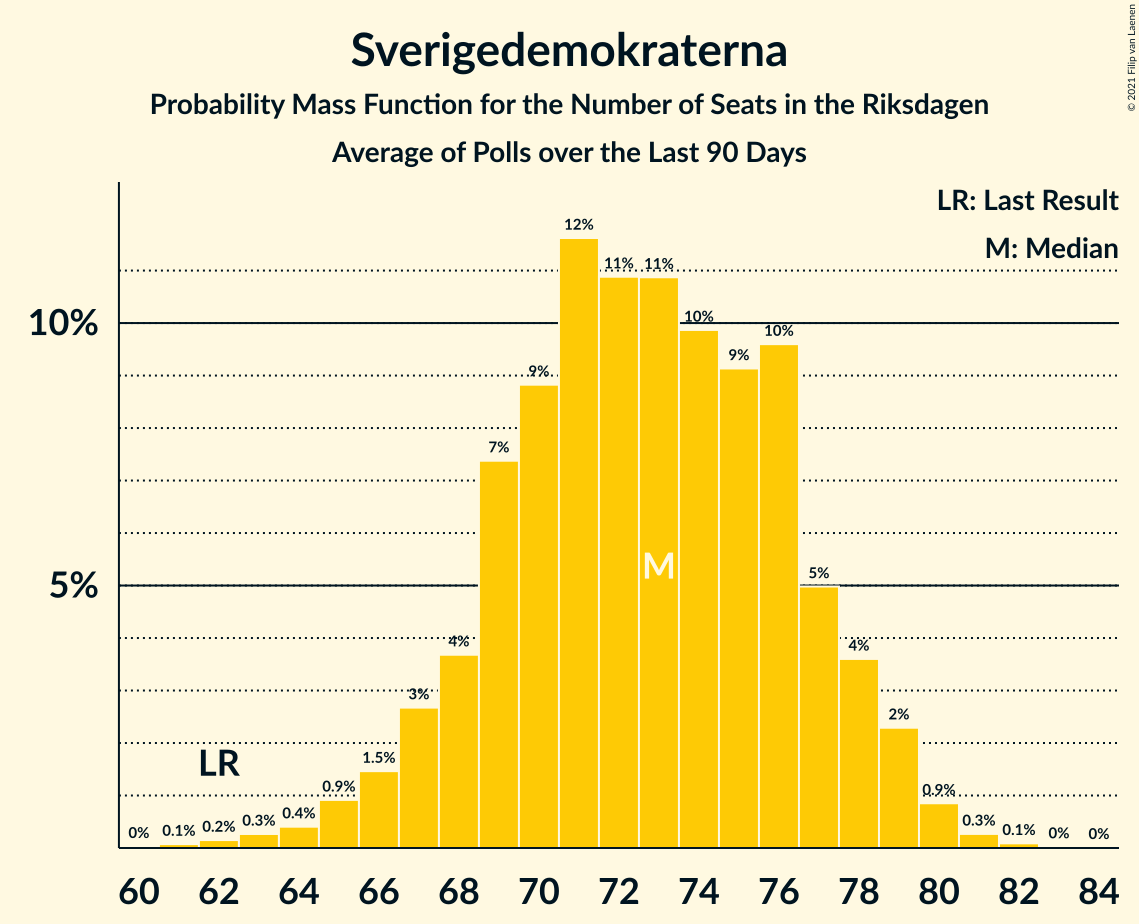 Sverigedemokraterna
Probability Mass Function for the Number of Seats in the Riksdagen
Average of Polls over the Last 90 Days
© 2021 Filip van Laenen
LR: Last Result
M: Median
10%
5%
0% 0.1% 0.2% 0.3% 0.4% 0.9% 1.5% 3% 4% 7% 9% 12% 11% 11% 10% 9% 10% 5% 4% 2% 0.9% 0.3% 0.1% 0% 0%
LR
M
60 62 64 66 68 70 72 74 76 78 80 82 84